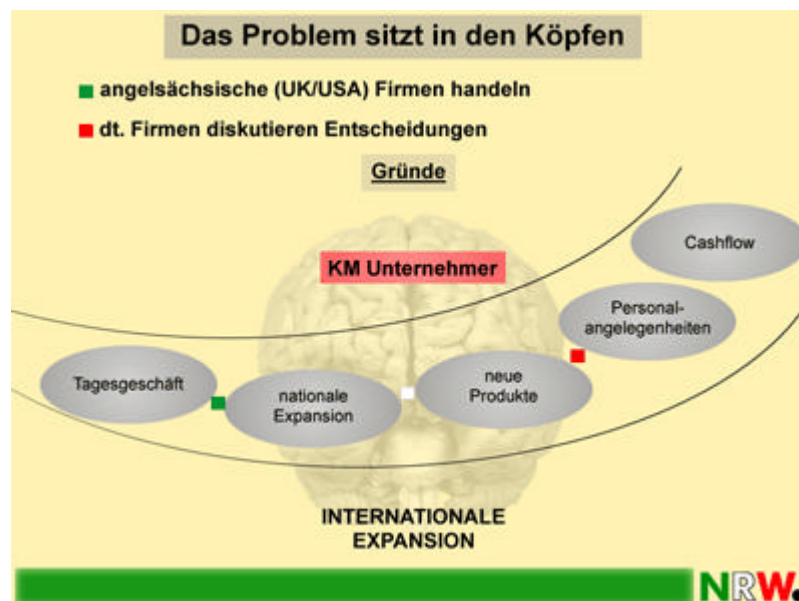 Das Problem sitzt in den Köpfen
angelsächsische (UK/USA) Firmen handeln
dt. Firmen diskutieren Entscheidungen
Gründe
KM Unternehmer
Cashflow
Personal-
angelegenheiten
Tagesgeschäft
nationale
Expansion
neue
Produkte
INTERNATIONALE
EXPANSION
NRW.